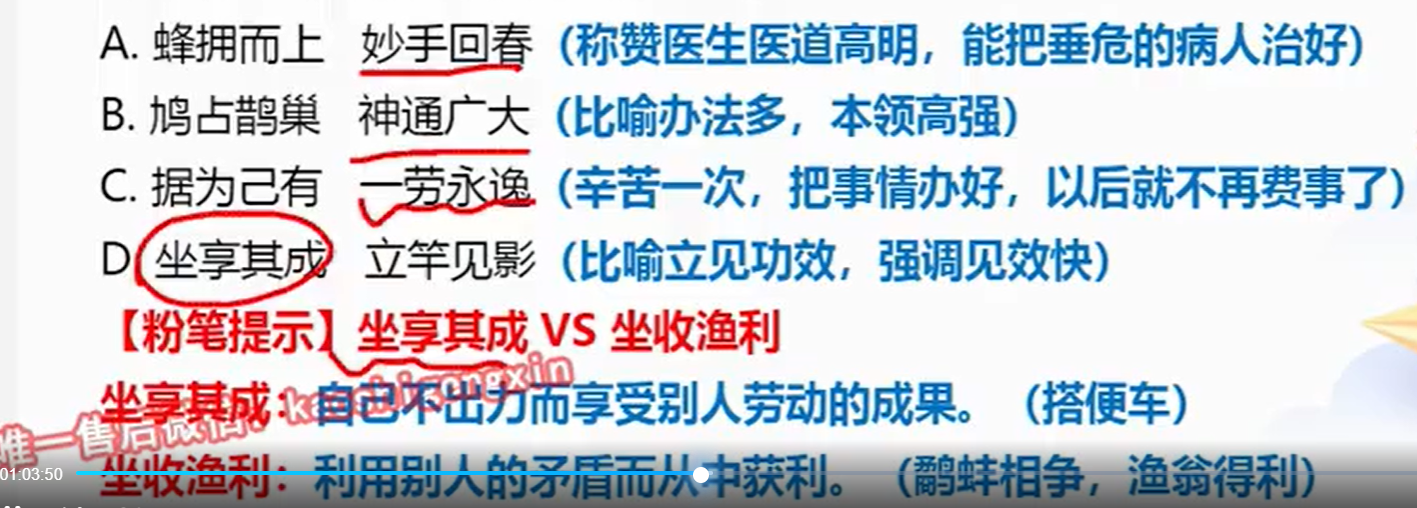 A. 蜂拥而上 妙手回春（称赞医生医道高明，能把垂危的病人治好）
B. 鸠占鹊巢 神通广大（比喻办法多，本领高强）
C. 据为己有 一劳永逸（辛苦一次，把事情办好，以后就不再费事了）
D 坐享其成 立竿见影（比喻立见功效，强调见效快）
【粉笔提示】坐享其成 VS 坐收渔利
坐享其成：自己不出力而享受别人劳动的成果。（搭便车）
唯一售后微信：kaoshigengxin
01:03:50
坐收渔利：利用别人的矛盾而从中获利。（鹬蚌相争，渔翁得利）